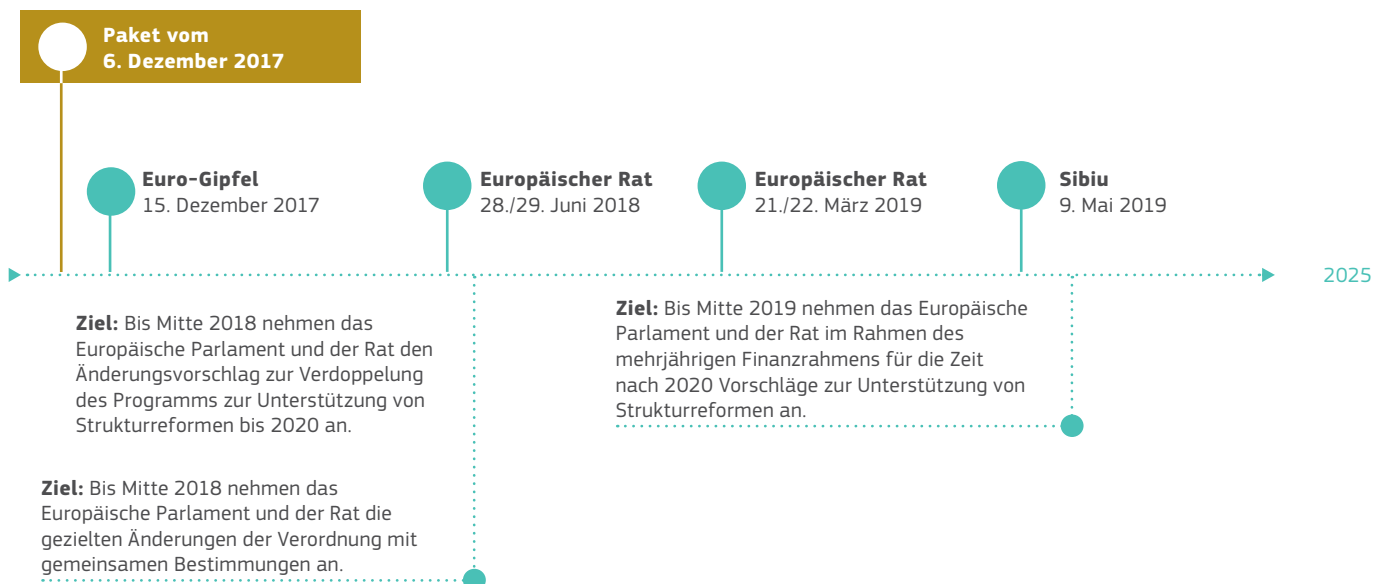 Paket vom
6. Dezember 2017
Euro-Gipfel
15. Dezember 2017
Europäischer Rat
28./29. Juni 2018
Europäischer Rat
21./22. März 2019
Sibiu
9. Mai 2019
2025
Ziel: Bis Mitte 2018 nehmen das
Europäische Parlament und der Rat den
Änderungsvorschlag zur Verdoppelung
des Programms zur Unterstützung von
Strukturreformen bis 2020 an.
Ziel: Bis Mitte 2018 nehmen das
Europäische Parlament und der Rat die
gezielten Änderungen der Verordnung mit
gemeinsamen Bestimmungen an.
Ziel: Bis Mitte 2019 nehmen das Europäische
Parlament und der Rat im Rahmen des
mehrjährigen Finanzrahmens für die Zeit
nach 2020 Vorschläge zur Unterstützung von
Strukturreformen an.